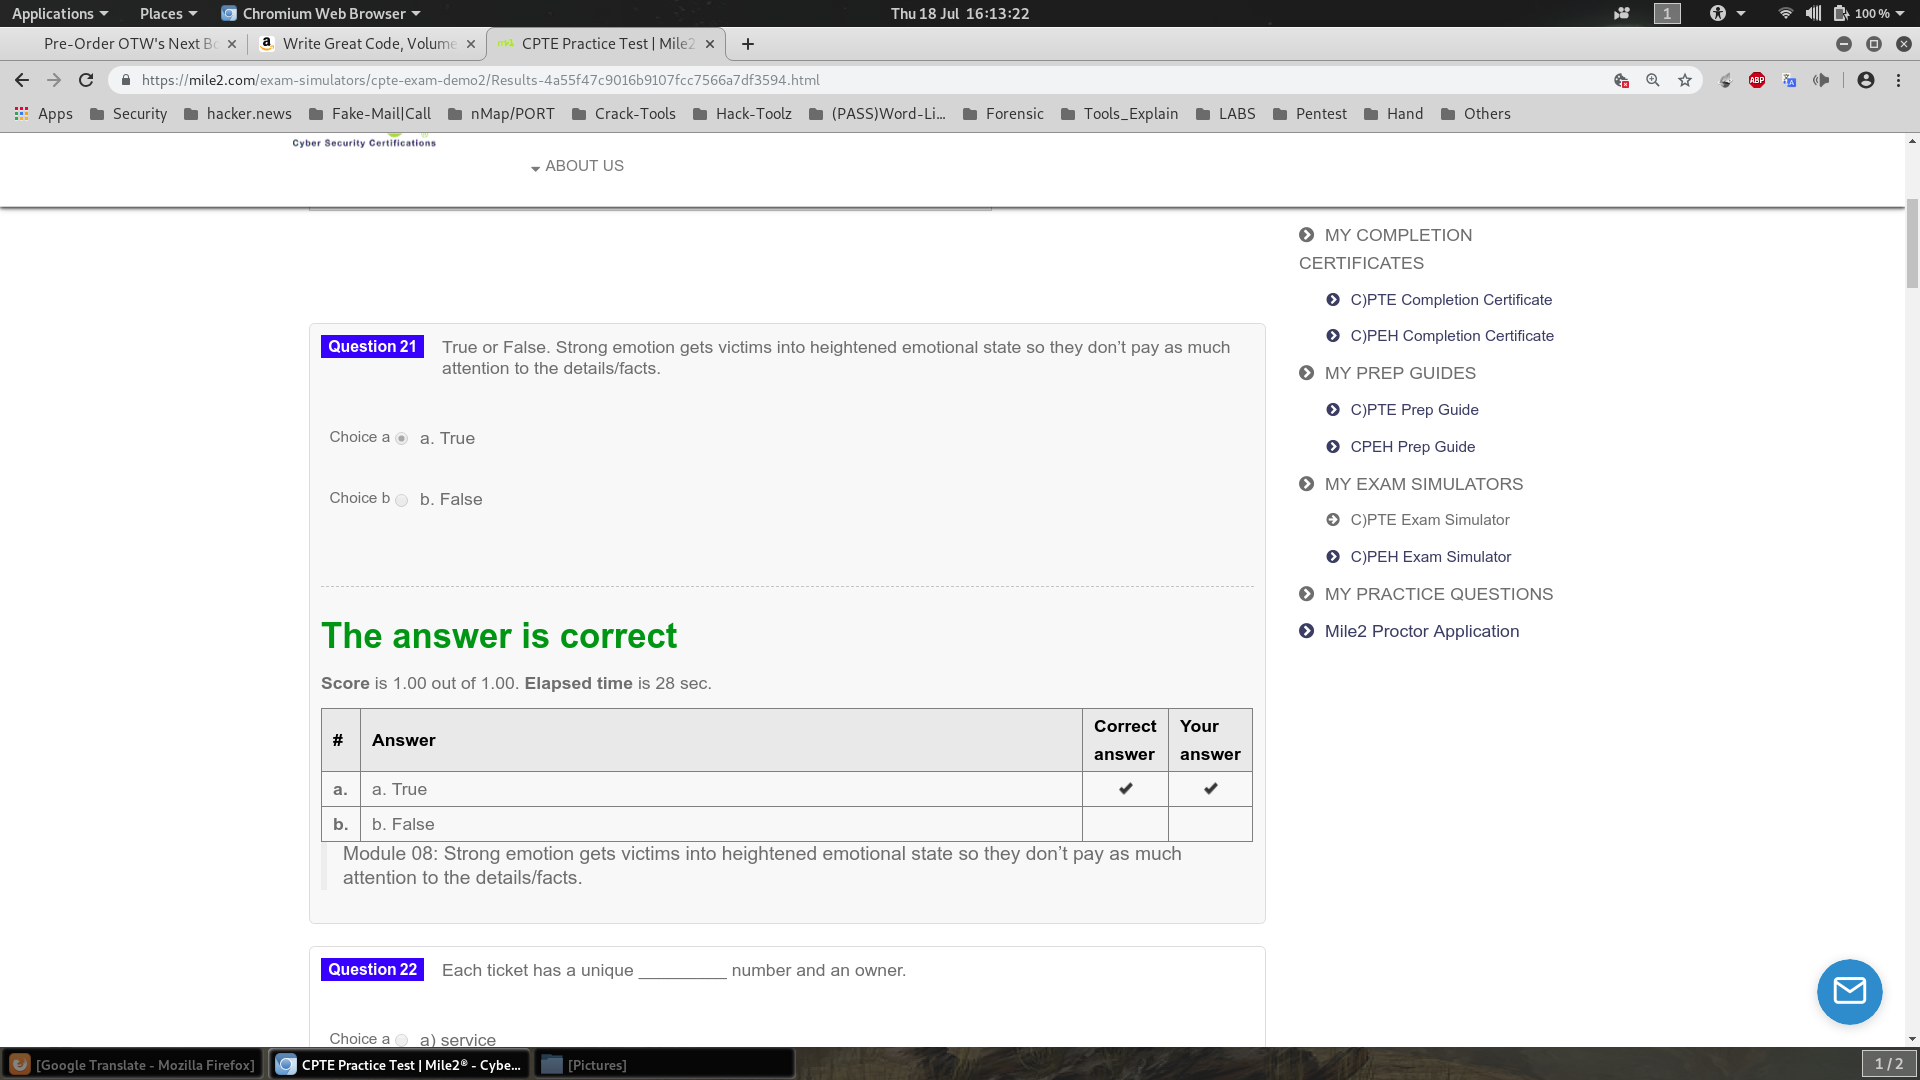 Applications
Places
Chromium Web Browser
Thu 18 Jul 16:13:22
1
100 %
Pre-Order OTW's Next Bo
Write Great Code, Volume
CPTE Practice Test | Mile2
https://mile2.com/exam-simulators/cpte-exam-demo2/Results-4a55f47c9016b9107fcc7566a7df3594.html
ABP
Apps
Security
hacker.news
Fake-Mail|Call
nMap/PORT
Crack-Tools
Hack-Toolz
(PASS)Word-Li...
Forensic
Tools_Explain
LABS
Pentest
Hand
Others
Cyber Security Certifications
ABOUT US
Question 21
True or False. Strong emotion gets victims into heightened emotional state so they don’t pay as much
attention to the details/facts.
Choice a
a. True
Choice b
b. False
The answer is correct
Score is 1.00 out of 1.00. Elapsed time is 28 sec.
# Answer Correct answer Your answer
a. a. True
b. b. False
Module 08: Strong emotion gets victims into heightened emotional state so they don’t pay as much
attention to the details/facts.
Question 22
Each ticket has a unique _________ number and an owner.
Choice a
a) service
MY COMPLETION
CERTIFICATES
C)PTE Completion Certificate
C)PEH Completion Certificate
MY PREP GUIDES
C)PTE Prep Guide
CPEH Prep Guide
MY EXAM SIMULATORS
C)PTE Exam Simulator
C)PEH Exam Simulator
MY PRACTICE QUESTIONS
Mile2 Proctor Application
[Google Translate - Mozilla Firefox]
CPTE Practice Test | Mile2® - Cybe...
[Pictures]
1 / 2